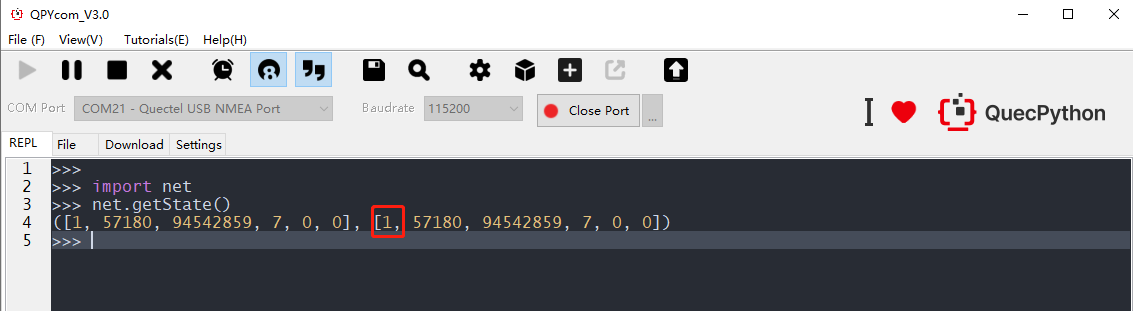 QPYcom_V3.0
File (F) View(V) Tutorials(E) Help(H)
COM Port COM21 - Quectel USB NMEA Port Baudrate 115200 Close Port ...
I QuecPython
REPL File Download Settings
1 >>>
2 >>> import net
3 >>> net.getState()
4 ([1, 57180, 94542859, 7, 0, 0], [1, 57180, 94542859, 7, 0, 0])
5 >>>